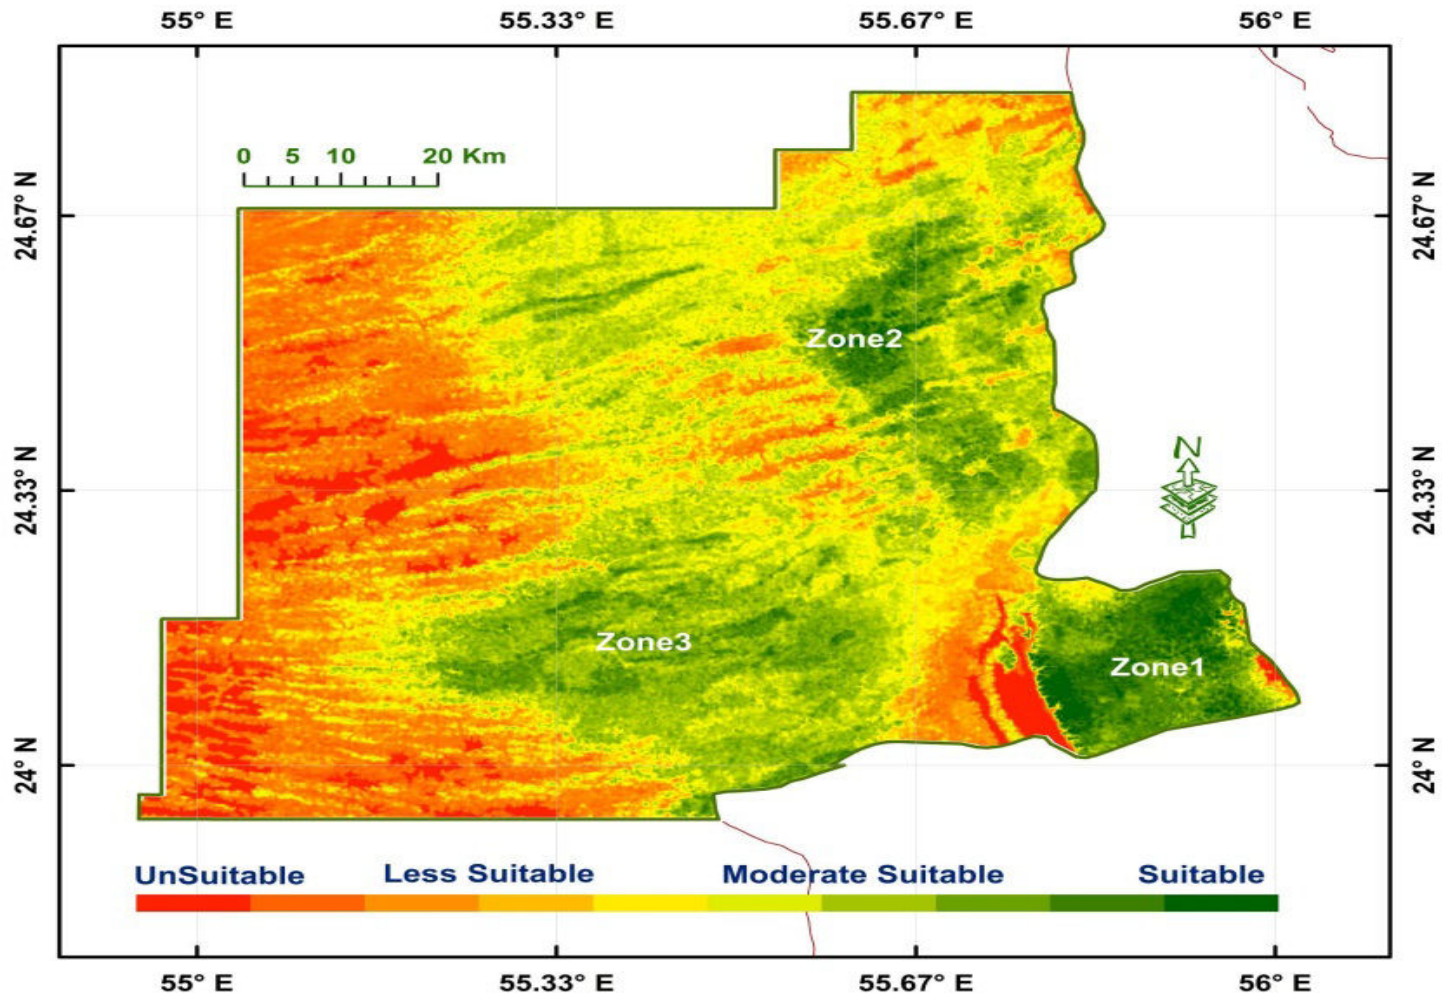 55° E 55.33° E 55.67° E 56° E
0 5 10 20 Km
24.67° N 24.67° N
Zone2
N
24.33° N 24.33° N
Zone3
Zone1
24° N 24° N
UnSuitable Less Suitable Moderate Suitable Suitable
55° E 55.33° E 55.67° E 56° E